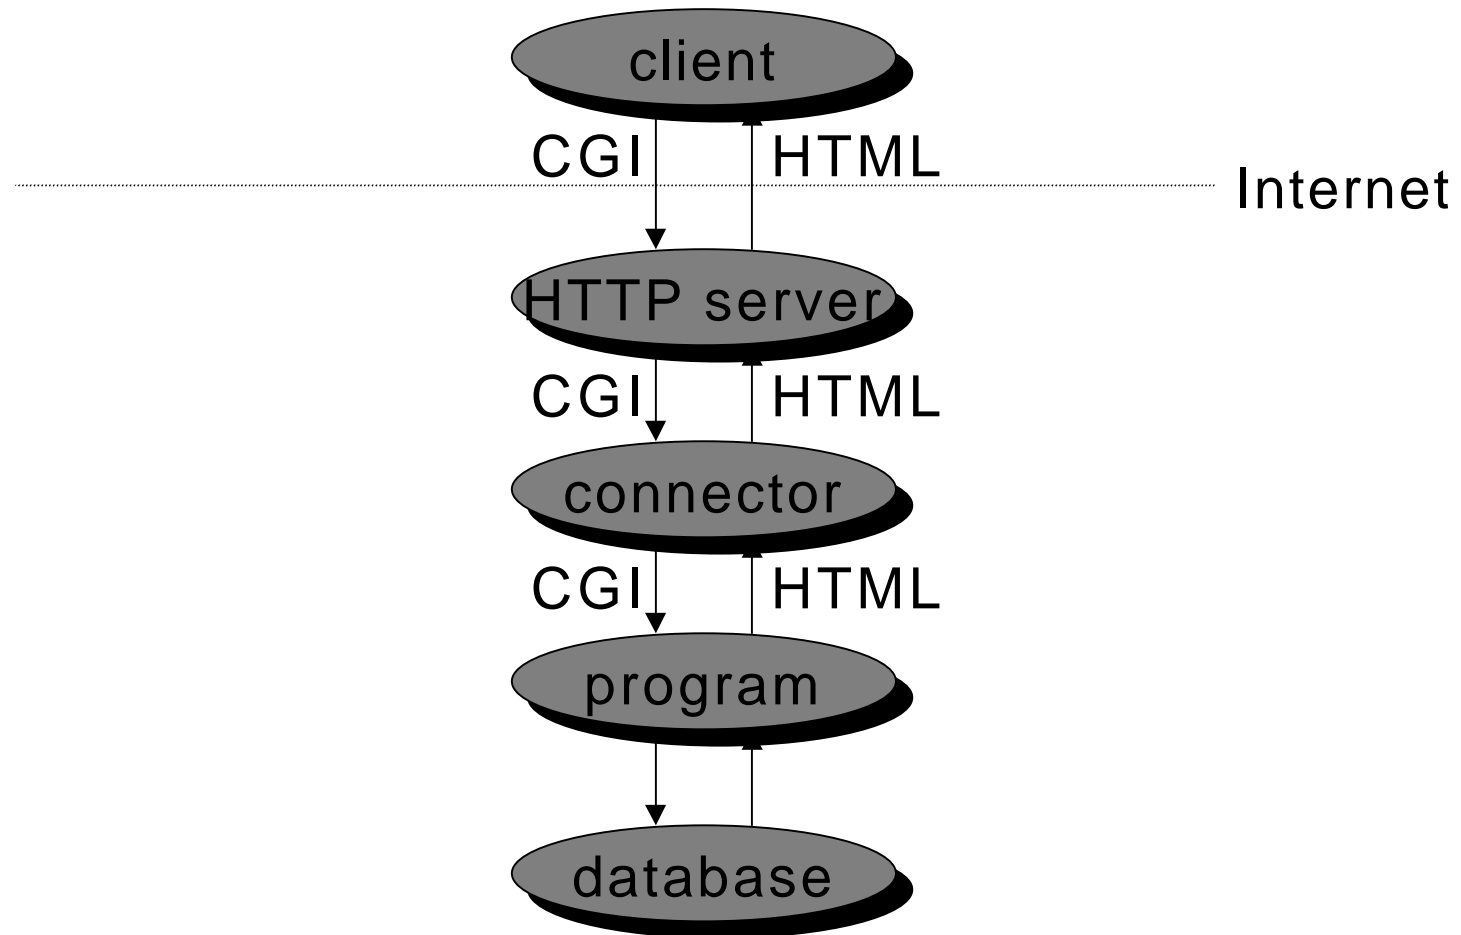 client
CGI HTML
Internet
HTTP server
CGI HTML
connector
CGI HTML
program
database